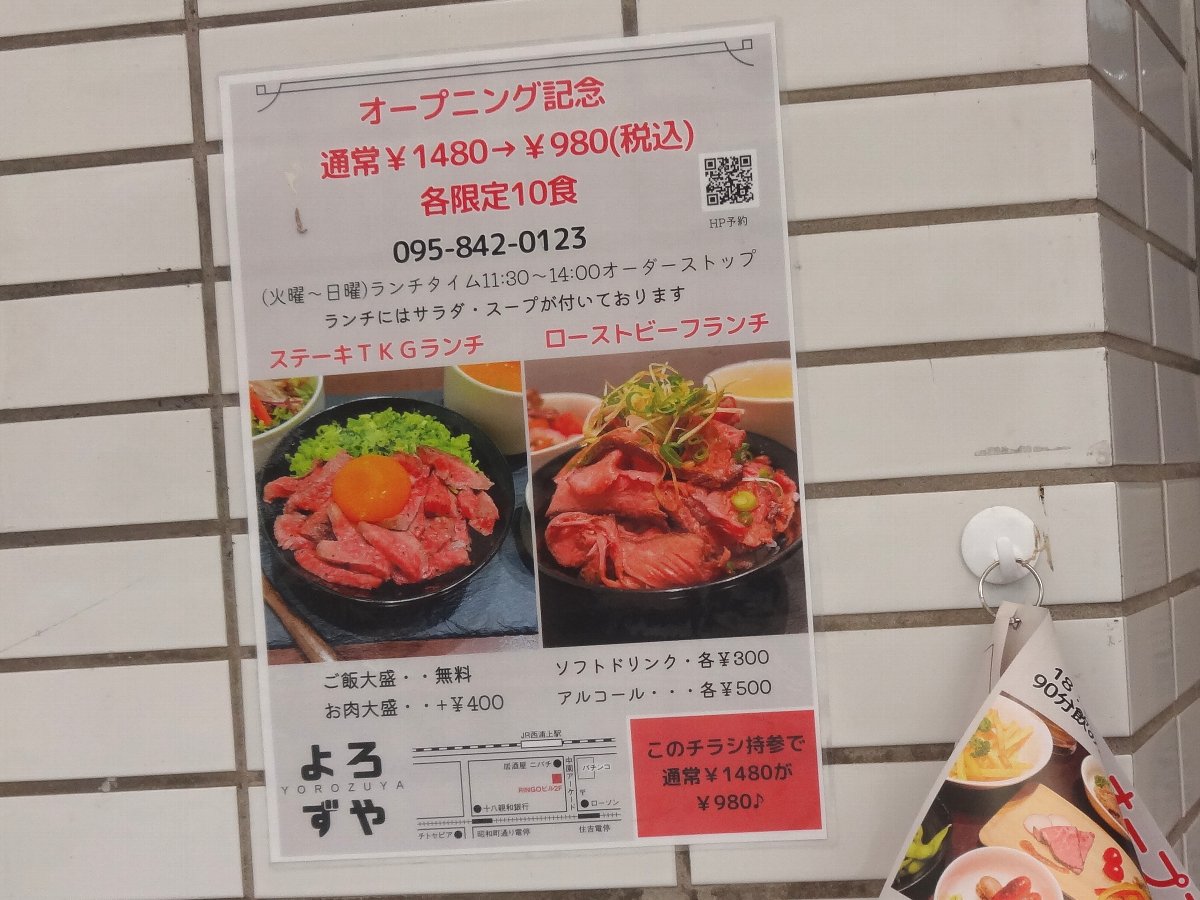 オープニング記念
通常￥1480→￥980(税込)
各限定10食
HP予約
095-842-0123
(火曜～日曜)ランチタイム11:30～14:00オーダーストップ
ランチにはサラダ・スープが付いております
ステーキTKGランチ
ローストビーフランチ
ご飯大盛・・無料
お肉大盛・・+￥400
ソフトドリンク・各￥300
アルコール・・・各￥500
よろ
YOROZUYA
ずや
JR西浦上駅
居酒屋 ニパチ
中園アーケード
パチンコ
RINGOビル2F
〒
十八親和銀行
ローソン
チトセピア
昭和町通り電停
住吉電停
このチラシ持参で
通常￥1480が
￥980♪
18
90分飲
オープ